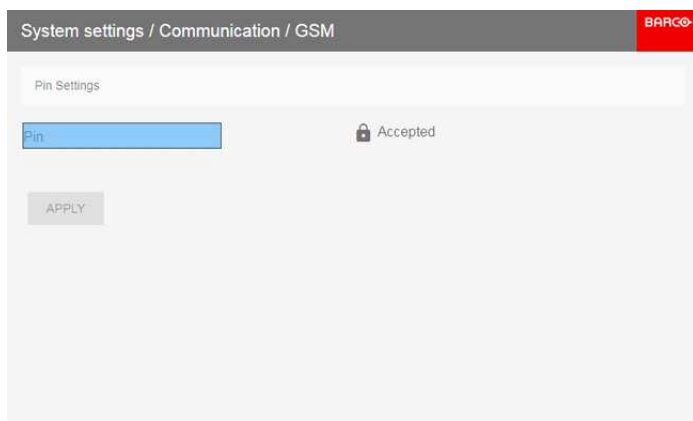 System settings / Communication / GSM
BARCO
Pin Settings
Pin
Accepted
APPLY